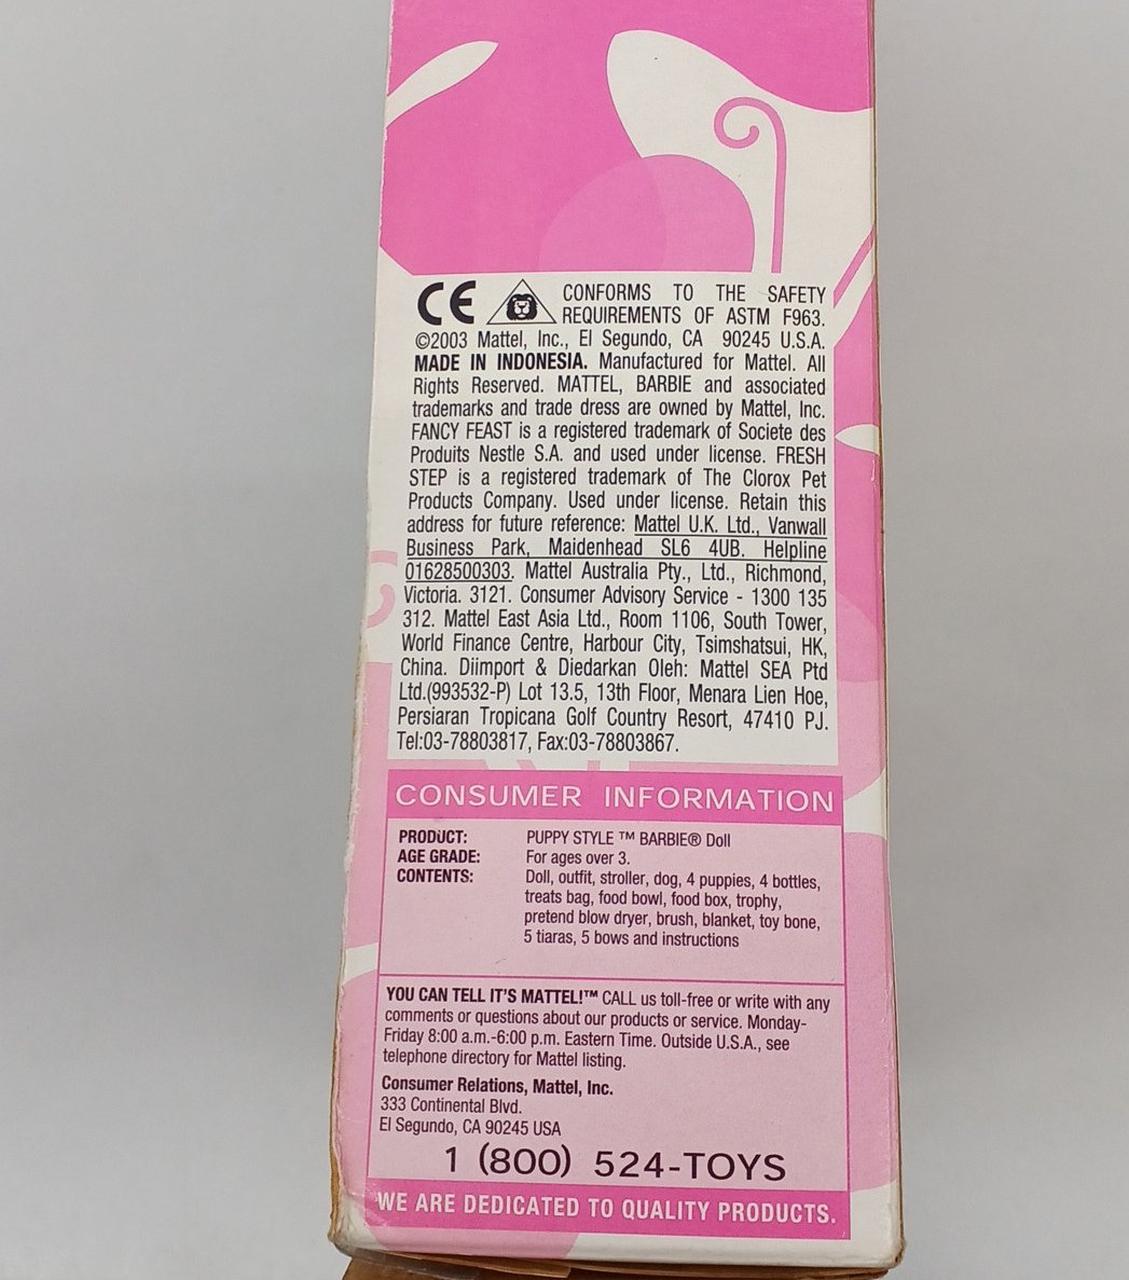 CE CONFORMS TO THE SAFETY
REQUIREMENTS OF ASTM F963.
©2003 Mattel, Inc., El Segundo, CA 90245 U.S.A.
MADE IN INDONESIA. Manufactured for Mattel. All
Rights Reserved. MATTEL, BARBIE and associated
trademarks and trade dress are owned by Mattel, Inc.
FANCY FEAST is a registered trademark of Societe des
Produits Nestle S.A. and used under license. FRESH
STEP is a registered trademark of The Clorox Pet
Products Company. Used under license. Retain this
address for future reference: Mattel U.K. Ltd., Vanwall
Business Park, Maidenhead SL6 4UB. Helpline
01628500303. Mattel Australia Pty., Ltd., Richmond,
Victoria. 3121. Consumer Advisory Service - 1300 135
312. Mattel East Asia Ltd., Room 1106, South Tower,
World Finance Centre, Harbour City, Tsimshatsui, HK,
China. Diimport & Diedarkan Oleh: Mattel SEA Ptd
Ltd.(993532-P) Lot 13.5, 13th Floor, Menara Lien Hoe,
Persiaran Tropicana Golf Country Resort, 47410 PJ.
Tel:03-78803817, Fax:03-78803867.
CONSUMER INFORMATION
PRODUCT: PUPPY STYLE ™ BARBIE® Doll
AGE GRADE: For ages over 3.
CONTENTS: Doll, outfit, stroller, dog, 4 puppies, 4 bottles,
treats bag, food bowl, food box, trophy,
pretend blow dryer, brush, blanket, toy bone,
5 tiaras, 5 bows and instructions
YOU CAN TELL IT'S MATTEL!™ CALL us toll-free or write with any
comments or questions about our products or service. Monday-
Friday 8:00 a.m.-6:00 p.m. Eastern Time. Outside U.S.A., see
telephone directory for Mattel listing.
Consumer Relations, Mattel, Inc.
333 Continental Blvd.
El Segundo, CA 90245 USA
1 (800) 524-TOYS
WE ARE DEDICATED TO QUALITY PRODUCTS.